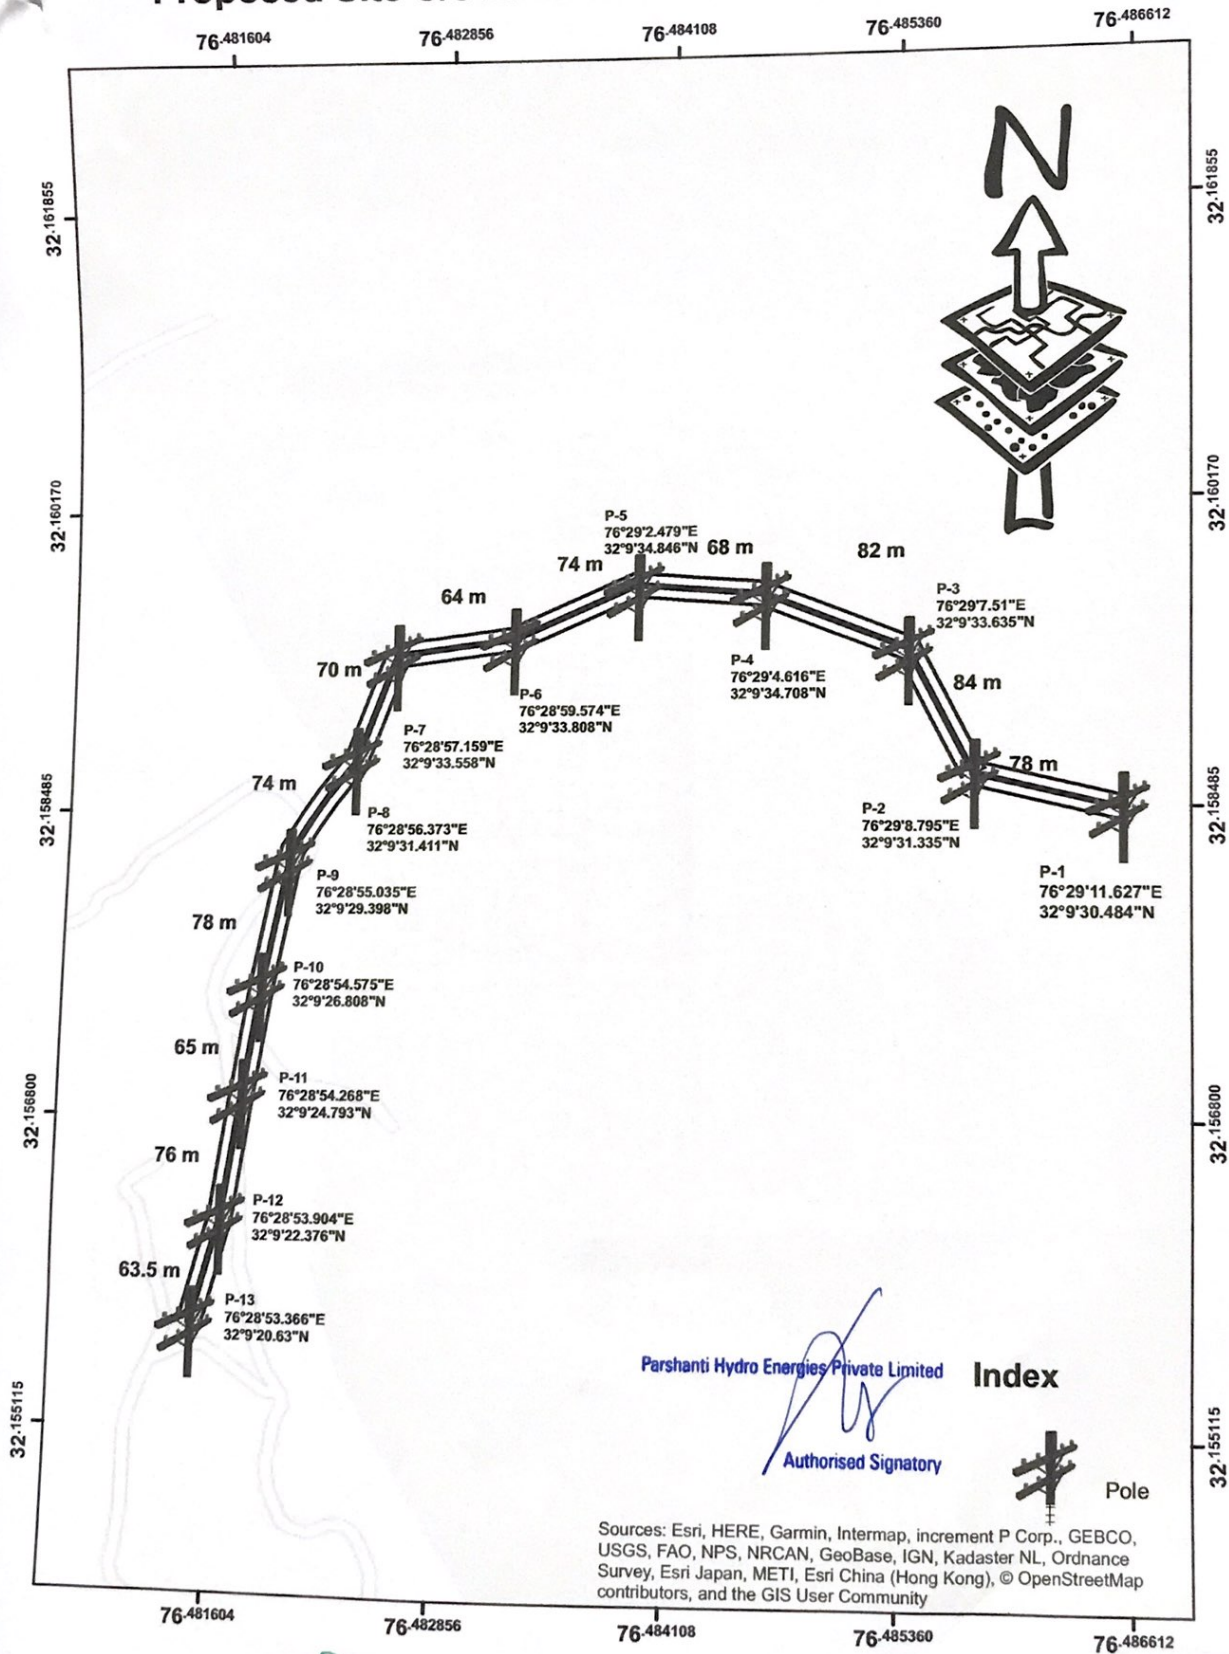 Proposed Site
76.481604
76.482856
76.484108
76.485360
76.486612
N
32.161855
32.161855
32.160170
32.160170
P-5
76°29'2.479"E
32°9'34.846"N
68 m
82 m
74 m
64 m
P-3
76°29'7.51"E
32°9'33.635"N
70 m
P-4
76°29'4.616"E
32°9'34.708"N
84 m
P-6
76°28'59.574"E
32°9'33.808"N
P-7
76°28'57.159"E
32°9'33.558"N
78 m
74 m
P-8
76°28'56.373"E
32°9'31.411"N
P-2
76°29'8.795"E
32°9'31.335"N
32.158485
32.158485
P-1
76°29'11.627"E
32°9'30.484"N
P-9
76°28'55.035"E
32°9'29.398"N
78 m
P-10
76°28'54.575"E
32°9'26.808"N
65 m
P-11
76°28'54.268"E
32°9'24.793"N
32.156800
32.156800
76 m
P-12
76°28'53.904"E
32°9'22.376"N
63.5 m
P-13
76°28'53.366"E
32°9'20.63"N
Parshanti Hydro Energies Private Limited
Authorised Signatory
Index
Pole
32.155115
32.155115
Sources: Esri, HERE, Garmin, Intermap, increment P Corp., GEBCO,
USGS, FAO, NPS, NRCAN, GeoBase, IGN, Kadaster NL, Ordnance
Survey, Esri Japan, METI, Esri China (Hong Kong), © OpenStreetMap
contributors, and the GIS User Community
76.481604
76.482856
76.484108
76.485360
76.486612